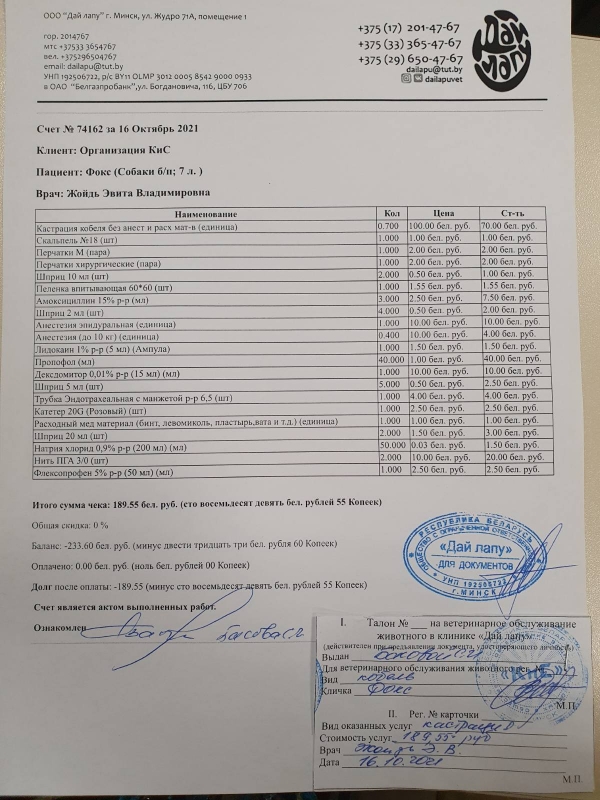 ООО "Дай лапу" г. Минск, ул. Жудро 71А, помещение 1
гор. 2014767
мтс +37533 3654767
вел. +375296504767
email: dailapu@tut.by
УНП 192506722, р/с BY11 OLMP 3012 0005 8542 9000 0933
в ОАО "Белгазпробанк",ул. Богдановича, 116, ЦБУ 706
+375 (17) 201-47-67
+375 (33) 365-47-67
+375 (29) 650-47-67
dailapu@tut.by
dailapuvet
Дай лапу
Счет № 74162 за 16 Октябрь 2021
Клиент: Организация КиС
Пациент: Фокс (Собаки б/п; 7 л. )
Врач: Жойдь Эвита Владимировна
Наименование Кол Цена Ст-ть
Кастрация кобеля без анест и расх мат-в (единица) 0.700 100.00 бел. руб. 70.00 бел. руб.
Скальпель №18 (шт) 1.000 1.00 бел. руб. 1.00 бел. руб.
Перчатки М (пара) 1.000 2.00 бел. руб. 2.00 бел. руб.
Перчатки хирургические (пара) 1.000 2.00 бел. руб. 2.00 бел. руб.
Шприц 10 мл (шт) 2.000 0.50 бел. руб. 1.00 бел. руб.
Пеленка впитывающая 60*60 (шт) 1.000 1.55 бел. руб. 1.55 бел. руб.
Амоксициллин 15% р-р (мл) 3.000 2.50 бел. руб. 7.50 бел. руб.
Шприц 2 мл (шт) 4.000 0.50 бел. руб. 2.00 бел. руб.
Анестезия эпидуральная (единица) 1.000 10.00 бел. руб. 10.00 бел. руб.
Анестезия (до 10 кг) (единица) 0.400 10.00 бел. руб. 4.00 бел. руб.
Лидокаин 1% р-р (5 мл) (Ампула) 1.000 1.50 бел. руб. 1.50 бел. руб.
Пропофол (мл) 40.000 1.00 бел. руб. 40.00 бел. руб.
Дексдомитор 0,01% р-р (15 мл) (мл) 1.000 10.00 бел. руб. 10.00 бел. руб.
Шприц 5 мл (шт) 5.000 0.50 бел. руб. 2.50 бел. руб.
Трубка Эндотрахеальная с манжетой р-р 6,5 (шт) 1.000 4.00 бел. руб. 4.00 бел. руб.
Катетер 20G (Розовый) (шт) 1.000 2.50 бел. руб. 2.50 бел. руб.
Расходный мед материал (бинт, левомиколь, пластырь,вата и т.д.) (единица) 1.000 1.00 бел. руб. 1.00 бел. руб.
Шприц 20 мл (шт) 2.000 1.50 бел. руб. 3.00 бел. руб.
Натрия хлорид 0,9% р-р (200 мл) (мл) 50.000 0.03 бел. руб. 1.50 бел. руб.
Нить ПГА 3/0 (шт) 2.000 10.00 бел. руб. 20.00 бел. руб.
Флексопрофен 5% р-р (50 мл) (мл) 1.000 2.50 бел. руб. 2.50 бел. руб.
Итого сумма чека: 189.55 бел. руб. (сто восемьдесят девять бел. рублей 55 Копеек)
Общая скидка: 0 %
Баланс: -233.60 бел. руб. (минус двести тридцать три бел. рубля 60 Копеек)
Оплачено: 0.00 бел. руб. (ноль бел. рублей 00 Копеек)
Долг после оплаты: -189.55 (минус сто восемьдесят девять бел. рублей 55 Копеек)
Счет является актом выполненных работ.
Ознакомлен
РЕСПУБЛИКА БЕЛАРУСЬ
ОБЩЕСТВО С ОГРАНИЧЕННОЙ ОТВЕТСТВЕННОСТЬЮ
«Дай лапу»
ДЛЯ ДОКУМЕНТОВ
УНП 192506722
г. МИНСК
I. Талон № ___ на ветеринарное обслуживание
животного в клинике «Дай лапу»
(действителен при предъявление документа, удостоверяющего личность)
Выдан
Для ветеринарного обслуживания животного рег. №
Вид кобель
Кличка Фокс
«КиС»
М.П.
II. Рег. № карточки
Вид оказанных услуг кастрация
Стоимость услуг 189,55 руб
Врач Жойдь Э. В.
Дата 16.10.2021
М.П.